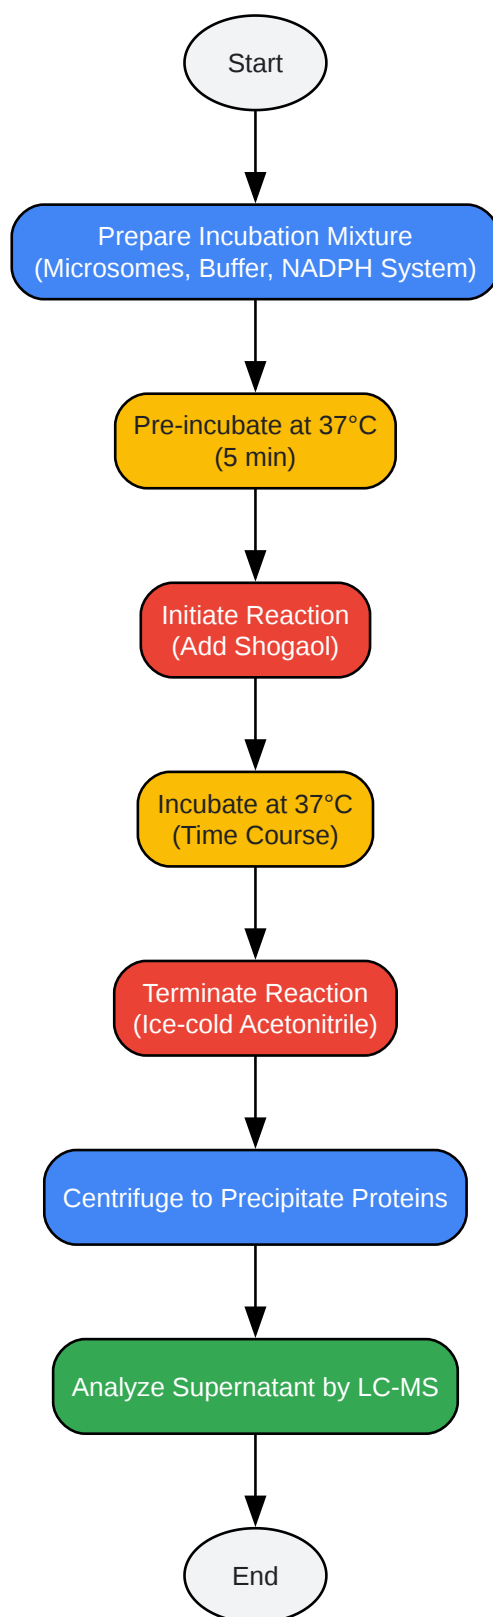 Start
Prepare Incubation Mixture
(Microsomes, Buffer, NADPH System)
Pre-incubate at 37°C
(5 min)
Initiate Reaction
(Add Shogaol)
Incubate at 37°C
(Time Course)
Terminate Reaction
(Ice-cold Acetonitrile)
Centrifuge to Precipitate Proteins
Analyze Supernatant by LC-MS
End